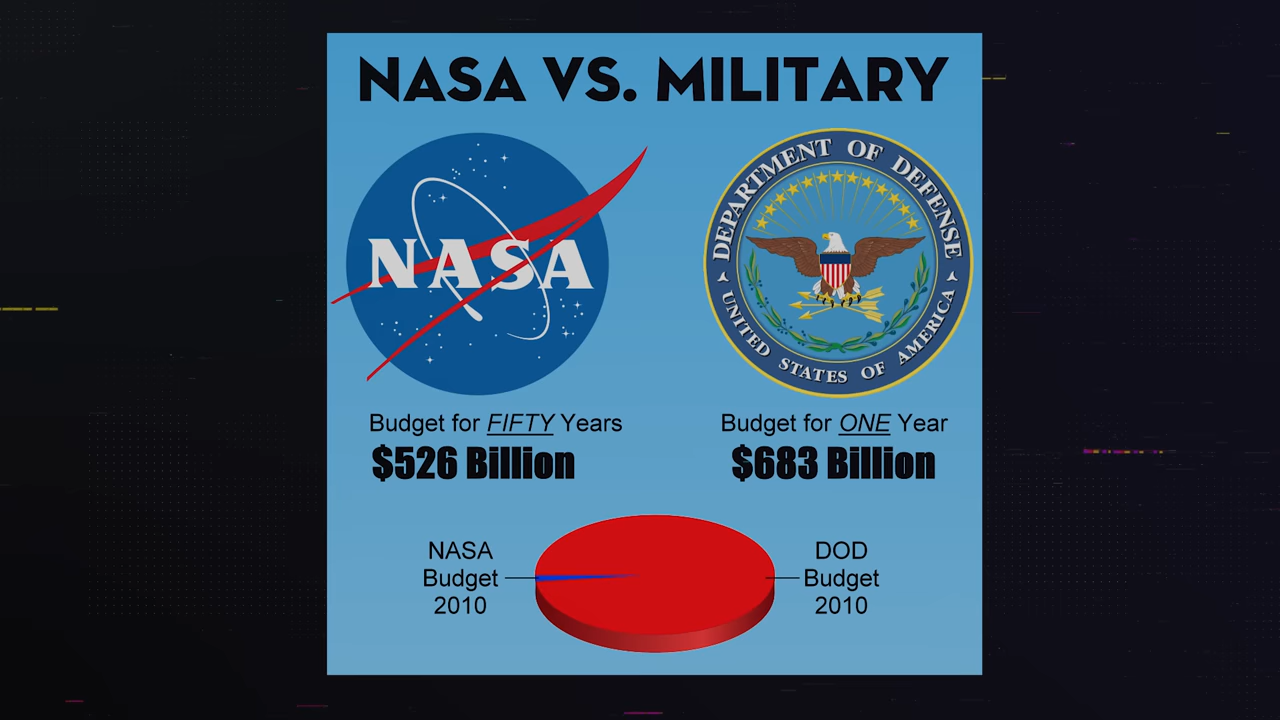 NASA VS. MILITARY
NASA
DEPARTMENT OF DEFENSE
UNITED STATES OF AMERICA
Budget for FIFTY Years
$526 Billion
Budget for ONE Year
$683 Billion
NASA
Budget
2010
DOD
Budget
2010